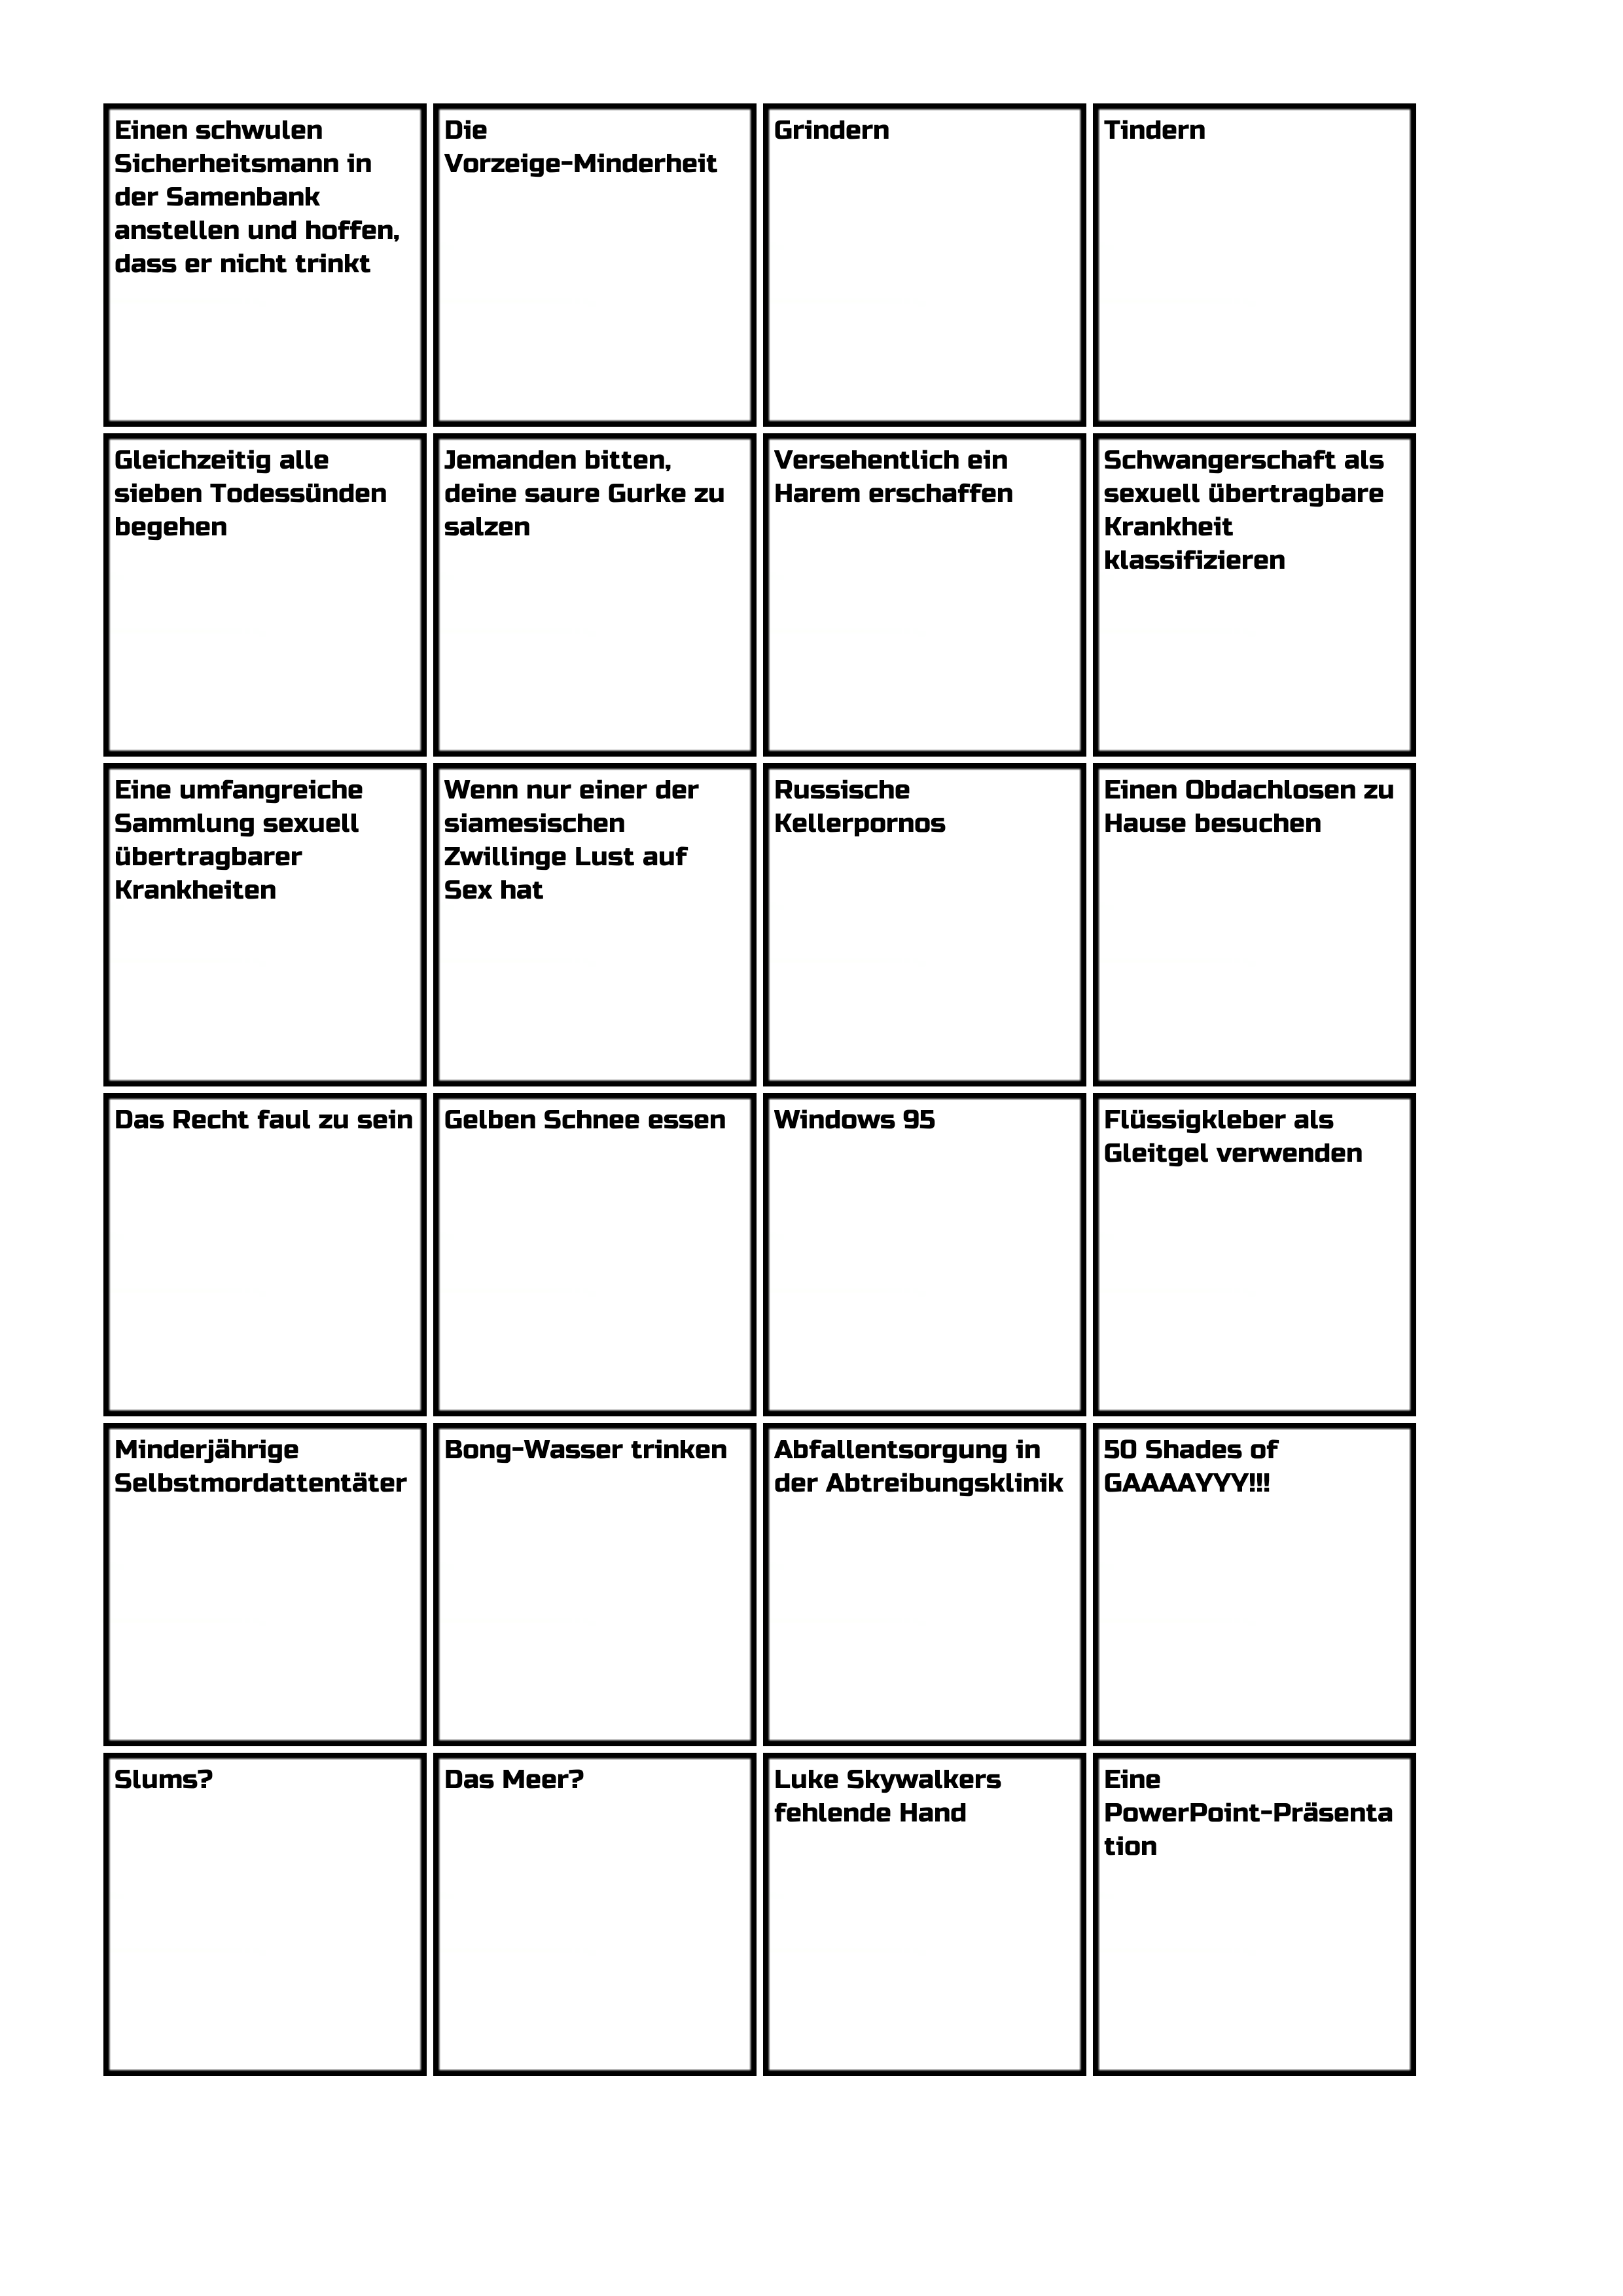 Einen schwulen
Sicherheitsmann in
der Samenbank
anstellen und hoffen,
dass er nicht trinkt
Die
Vorzeige-Minderheit
Grindern
Tindern
Gleichzeitig alle
sieben Todessünden
begehen
Jemanden bitten,
deine saure Gurke zu
salzen
Versehentlich ein
Harem erschaffen
Schwangerschaft als
sexuell übertragbare
Krankheit
klassifizieren
Eine umfangreiche
Sammlung sexuell
übertragbarer
Krankheiten
Wenn nur einer der
siamesischen
Zwillinge Lust auf
Sex hat
Russische
Kellerpornos
Einen Obdachlosen zu
Hause besuchen
Das Recht faul zu sein
Gelben Schnee essen
Windows 95
Flüssigkleber als
Gleitgel verwenden
Minderjährige
Selbstmordattentäter
Bong-Wasser trinken
Abfallentsorgung in
der Abtreibungsklinik
50 Shades of
GAAAAYYY!!!
Slums?
Das Meer?
Luke Skywalkers
fehlende Hand
Eine
PowerPoint-Präsenta
tion